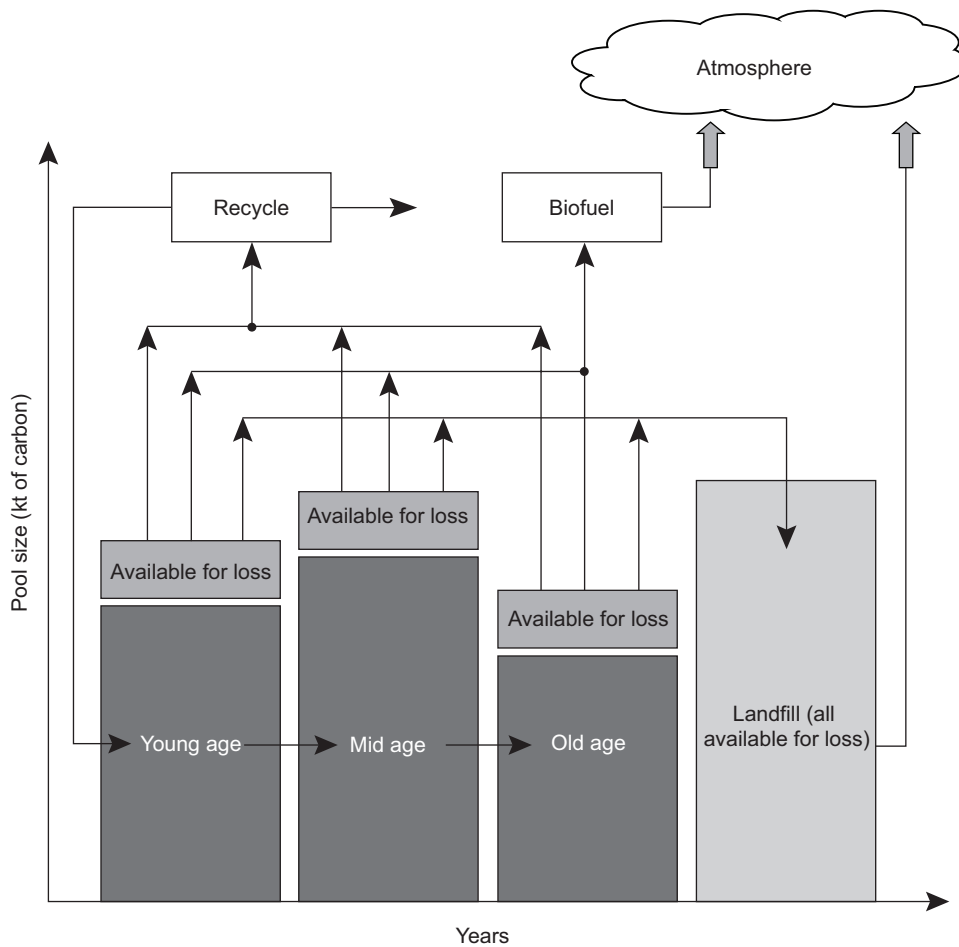 Atmosphere
Recycle
Biofuel
Pool size (kt of carbon)
Available for loss
Available for loss
Available for loss
Young age
Mid age
Old age
Landfill (all
available for loss)
Years